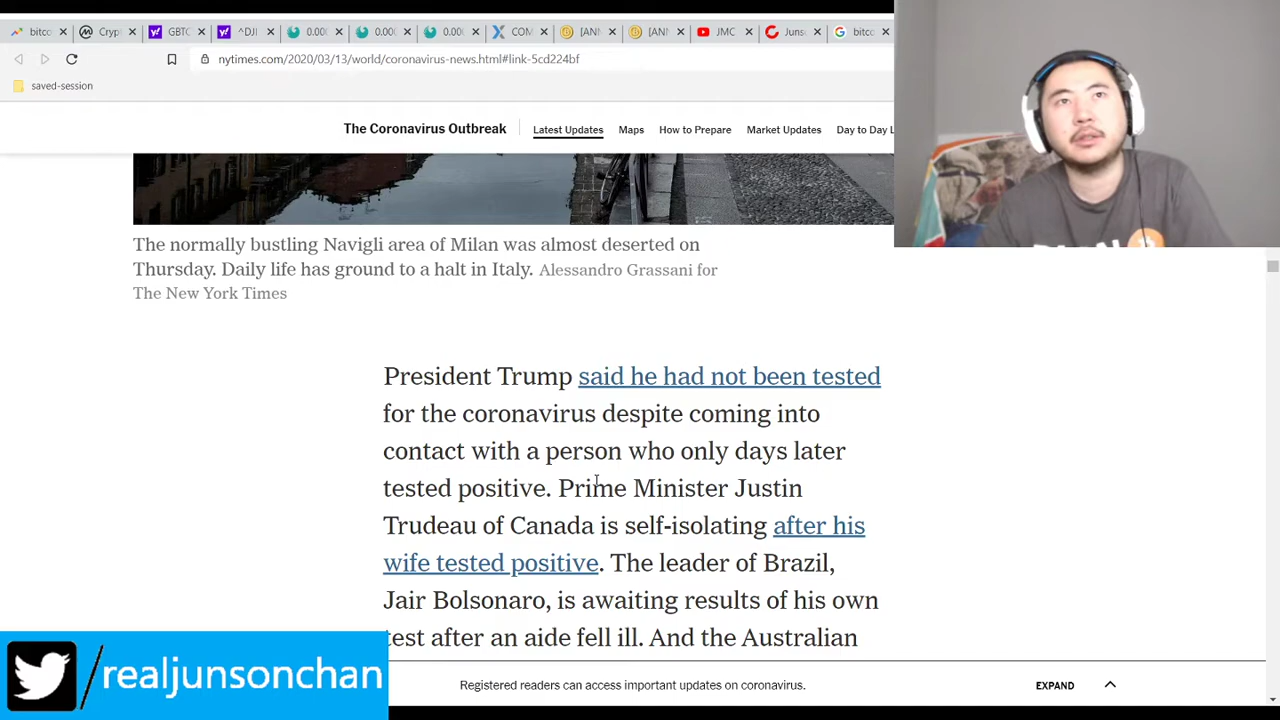 bitco
Cryp
GBTC
^DJI
0.000
0.000
0.000
COM
[ANN
[ANN
JMC
Juns
bitco
nytimes.com/2020/03/13/world/coronavirus-news.html#link-5cd224bf
saved-session
The Coronavirus Outbreak
Latest Updates
Maps
How to Prepare
Market Updates
Day to Day L
The normally bustling Navigli area of Milan was almost deserted on
Thursday. Daily life has ground to a halt in Italy. Alessandro Grassani for
The New York Times
President Trump said he had not been tested
for the coronavirus despite coming into
contact with a person who only days later
tested positive. Prime Minister Justin
Trudeau of Canada is self-isolating after his
wife tested positive. The leader of Brazil,
Jair Bolsonaro, is awaiting results of his own
test after an aide fell ill. And the Australian
/realjunsonchan
Registered readers can access important updates on coronavirus.
EXPAND